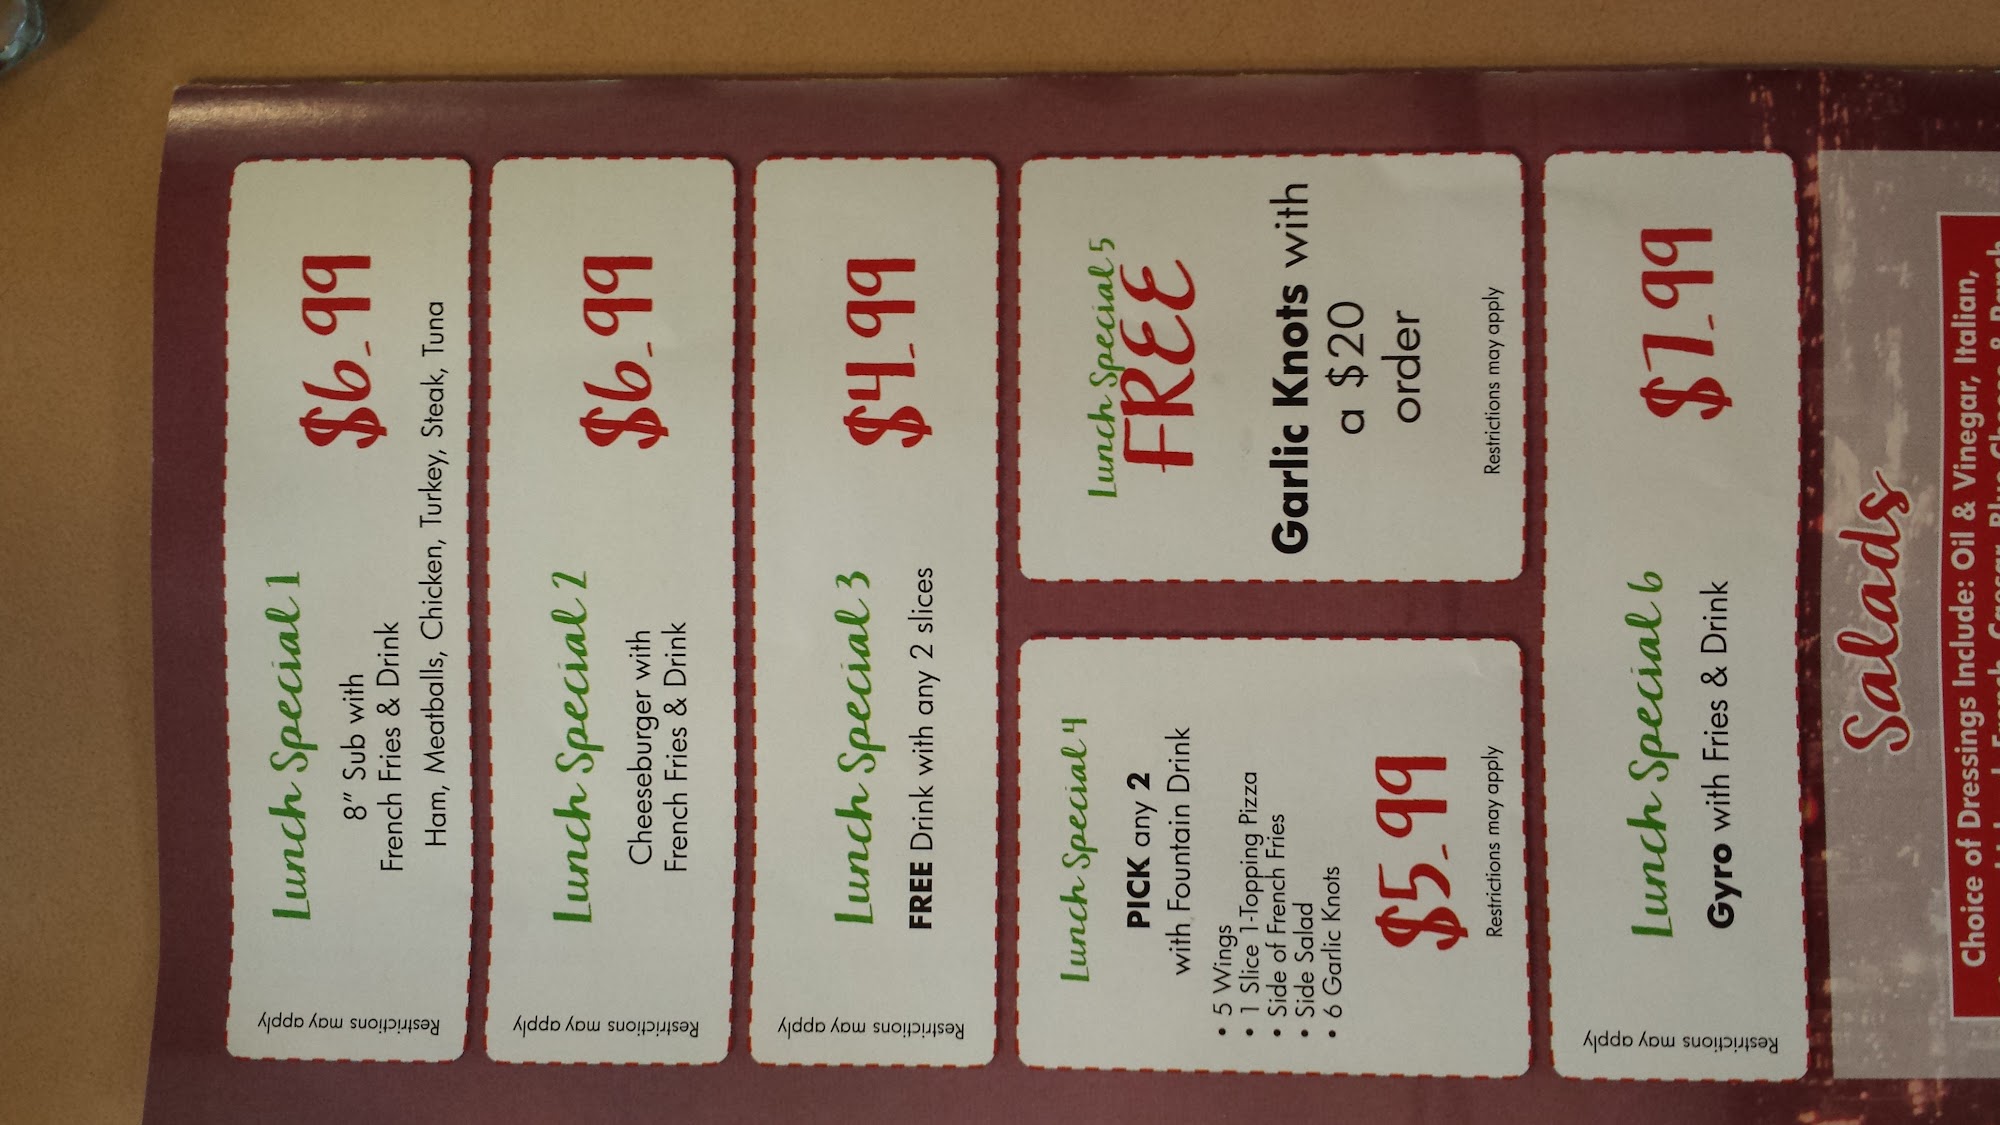 Lunch Special 1
$6.99
8” Sub with
French Fries & Drink
Ham, Meatballs, Chicken, Turkey, Steak, Tuna
Restrictions may apply
Lunch Special 2
$6.99
Cheeseburger with
French Fries & Drink
Restrictions may apply
Lunch Special 3
$4.99
FREE Drink with any 2 slices
Restrictions may apply
Lunch Special 4
PICK any 2
with Fountain Drink
• 5 Wings
• 1 Slice 1-Topping Pizza
• Side of French Fries
• Side Salad
• 6 Garlic Knots
$5.99
Restrictions may apply
Lunch Special 5
FREE
Garlic Knots with
a $20
order
Restrictions may apply
Lunch Special 6
$7.99
Gyro with Fries & Drink
Restrictions may apply
Salads
Choice of Dressings Include: Oil & Vinegar, Italian,
French, Caesar, Blue Cheese & Ranch